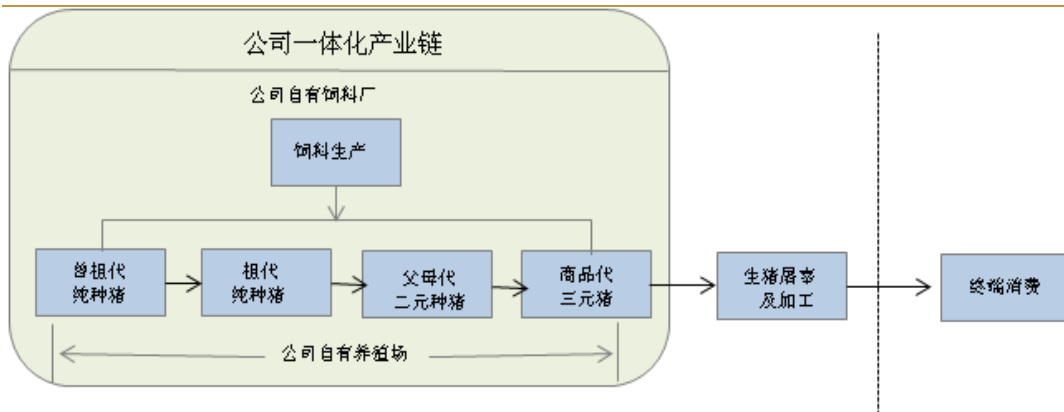 公司一体化产业链
公司自有饲料厂
饲料生产
曾祖代
纯种猪
祖代
纯种猪
父母代
二元种猪
商品代
三元猪
生猪屠宰
及加工
终端消费
公司自有养殖场